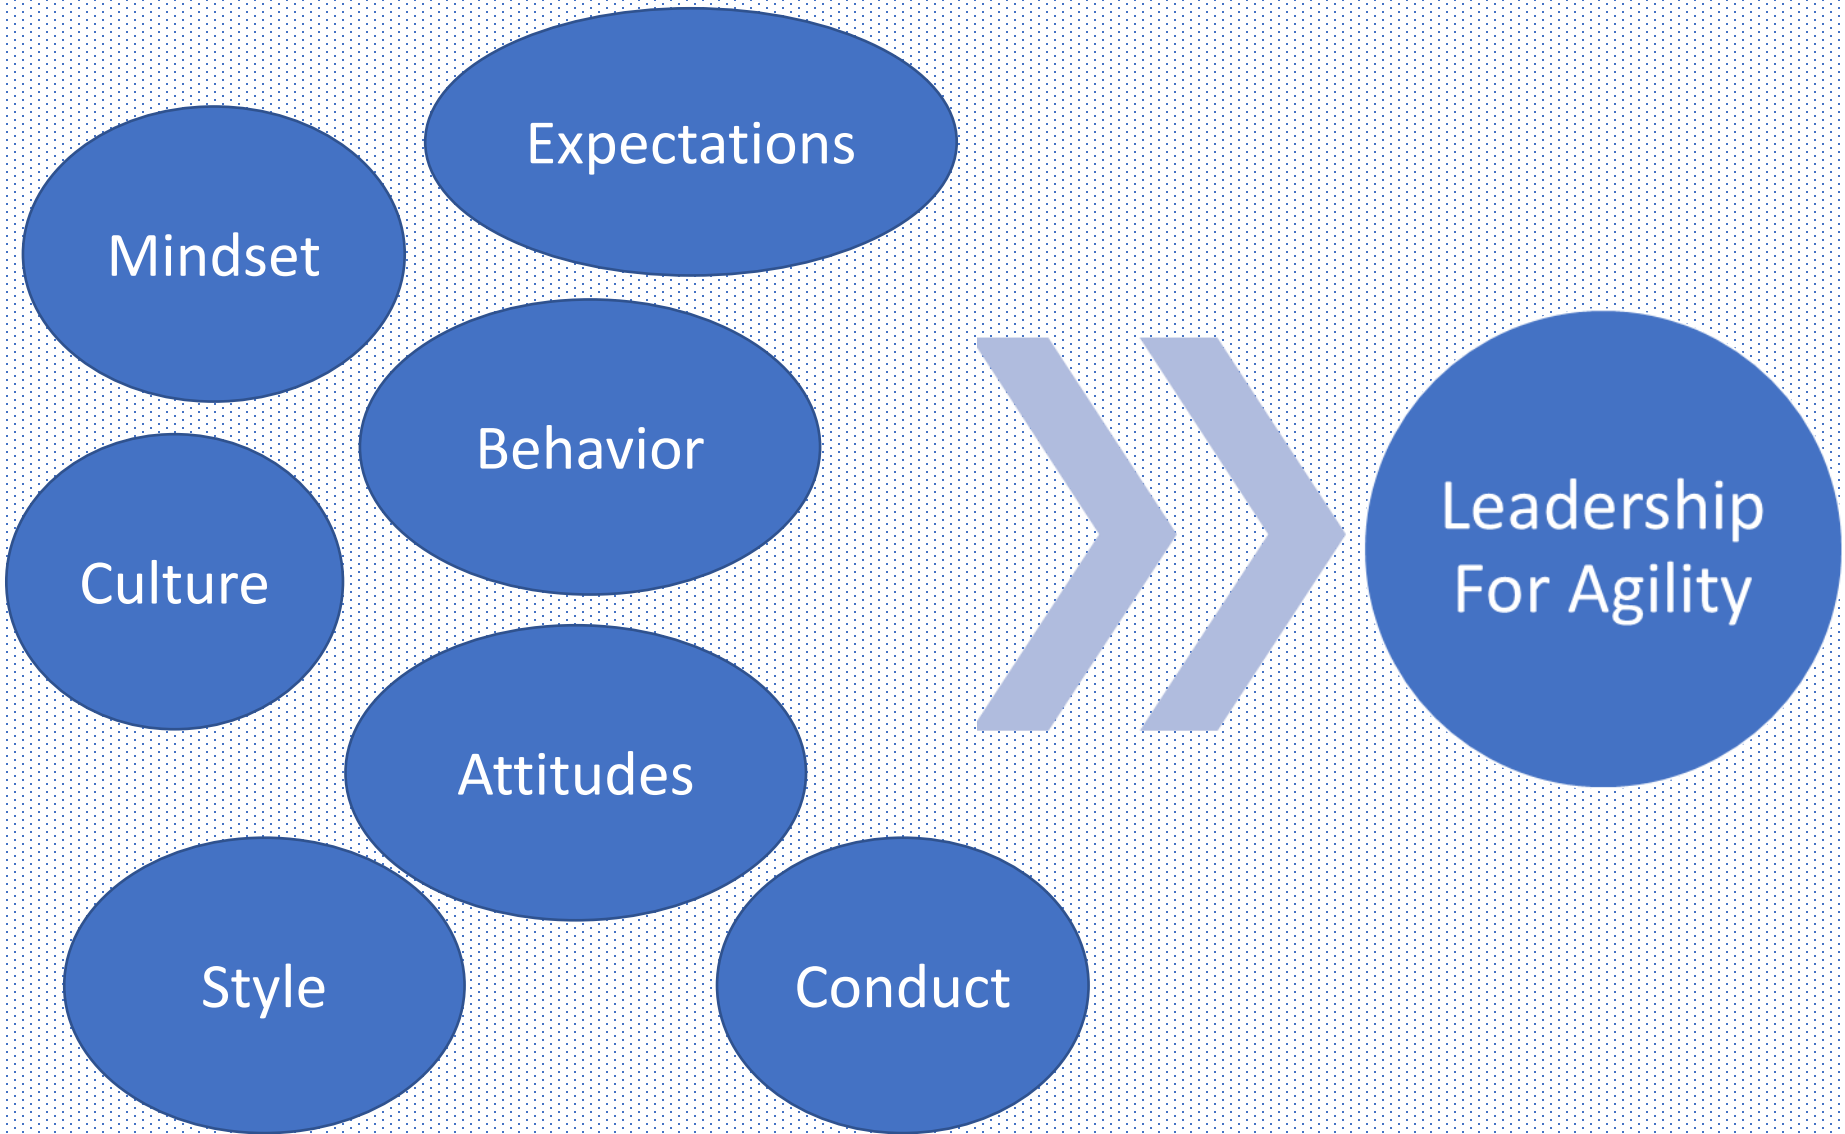 Expectations
Mindset
Behavior
Culture
Attitudes
Style
Conduct
Leadership
For Agility